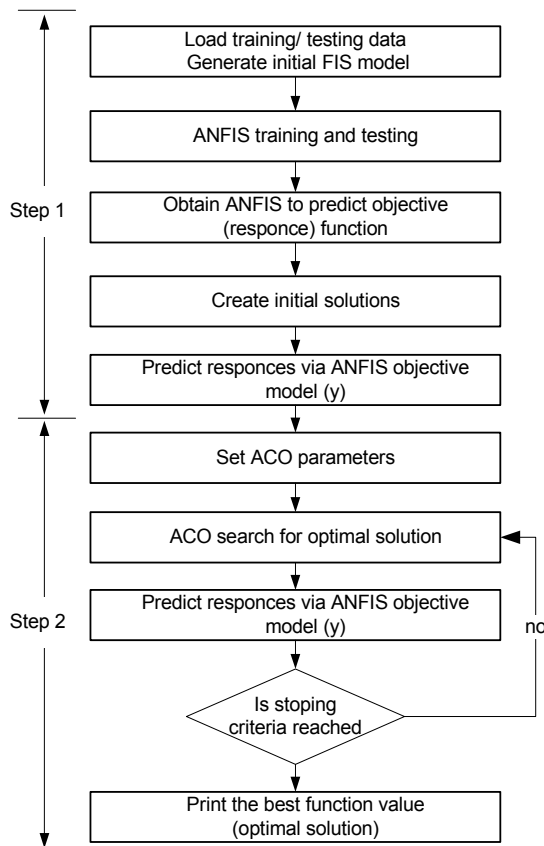 Load training/ testing data
Generate initial FIS model
ANFIS training and testing
Step 1
Obtain ANFIS to predict objective
(responce) function
Create initial solutions
Predict responces via ANFIS objective
model (y)
Set ACO parameters
ACO search for optimal solution
Step 2
Predict responces via ANFIS objective
model (y)
no
Is stoping
criteria reached
Print the best function value
(optimal solution)